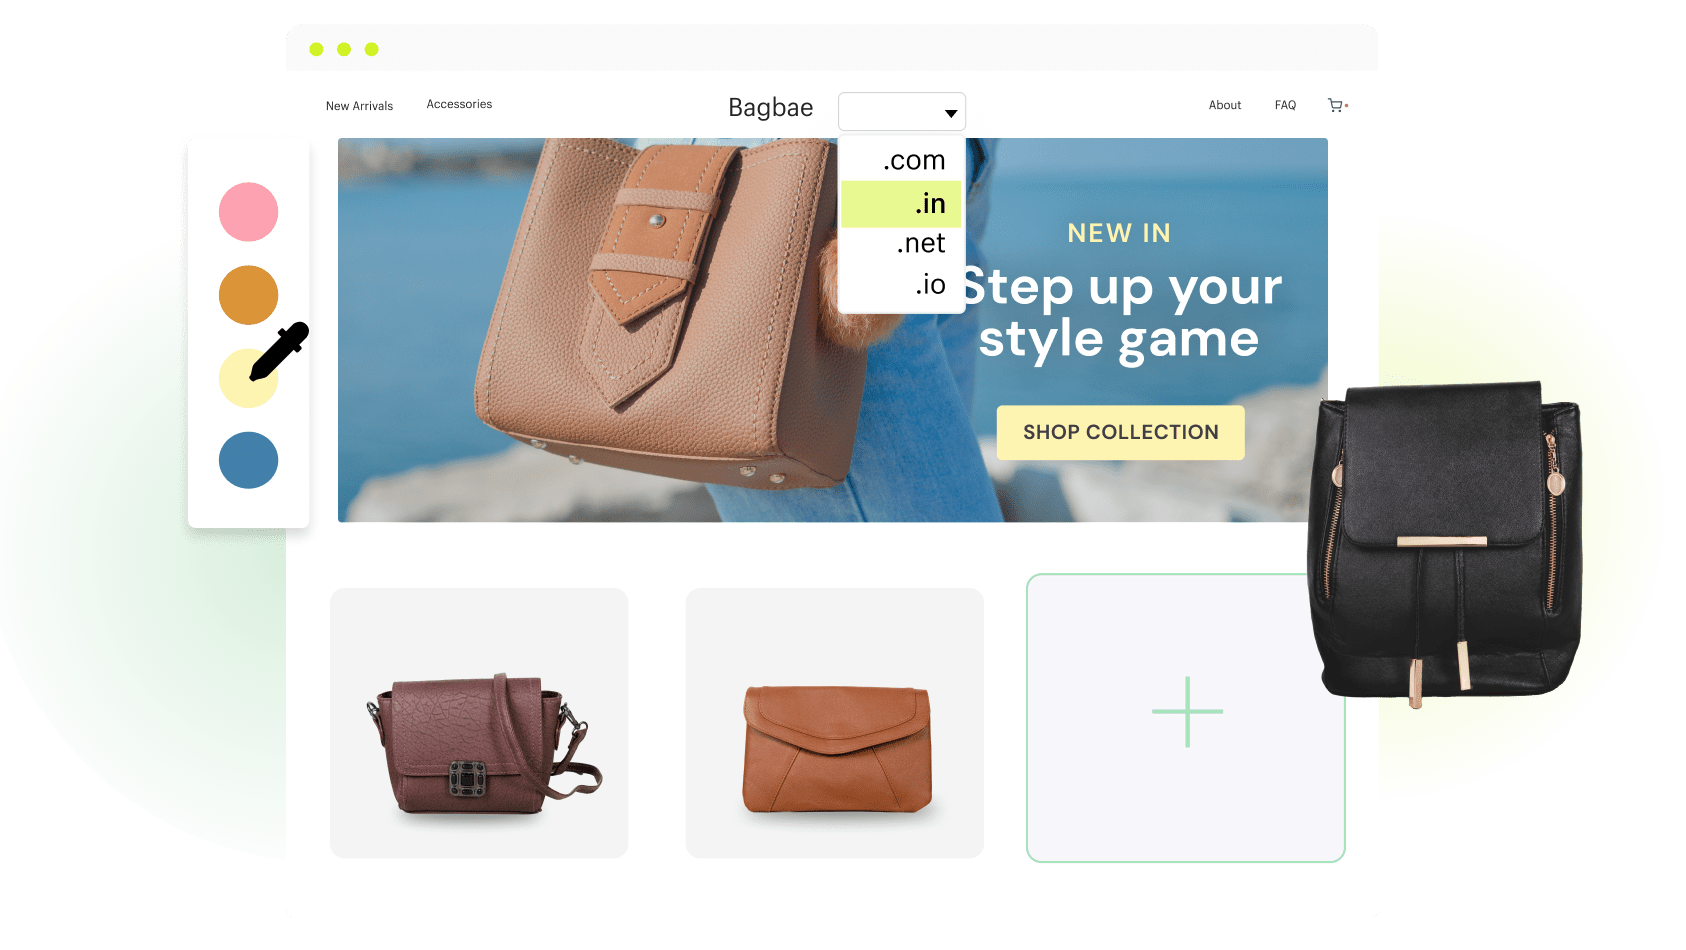 New Arrivals
Accessories
Bagbae
About
FAQ
.com
.in
.net
.io
NEW IN
Step up your
style game
SHOP COLLECTION